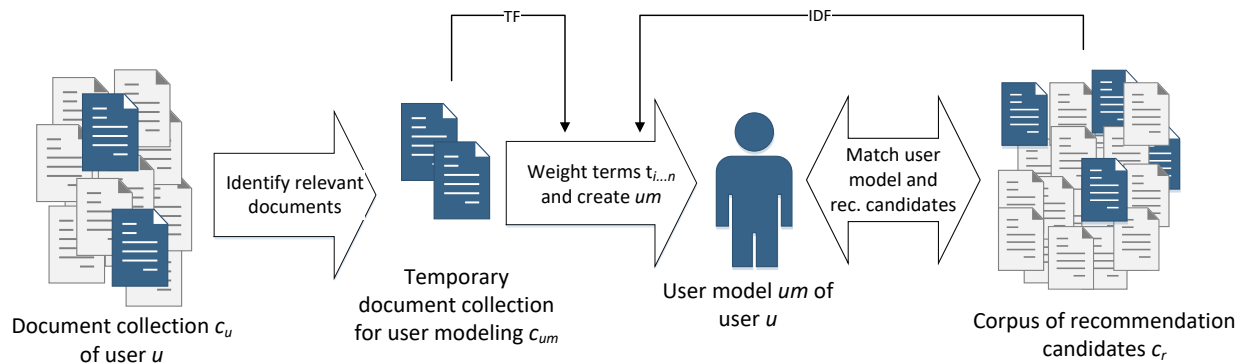 TF
IDF
Identify relevant
documents
Weight terms t i...n
and create um
Match user
model and
rec. candidates
Document collection cu
of user u
Temporary
document collection
for user modeling cum
User model um of
user u
Corpus of recommendation
candidates cr